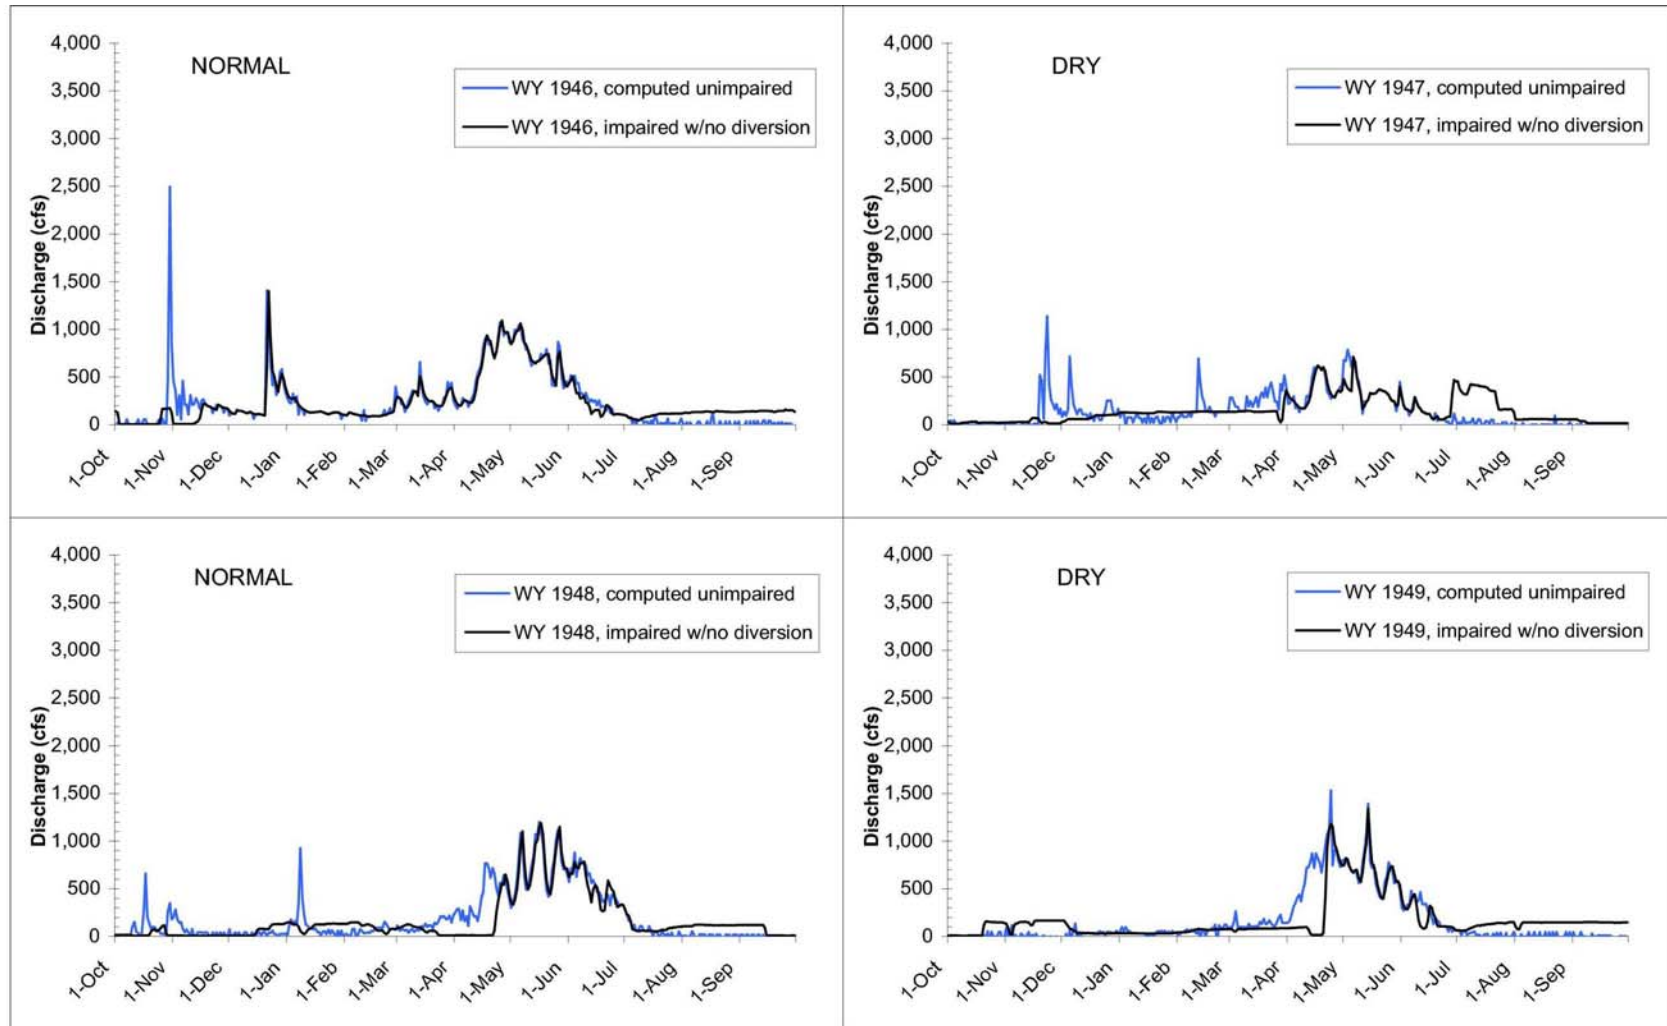 NORMAL
WY 1946, computed unimpaired
WY 1946, impaired w/no diversion
Discharge (cfs)
4,000
3,500
3,000
2,500
2,000
1,500
1,000
500
0
1-Oct
1-Nov
1-Dec
1-Jan
1-Feb
1-Mar
1-Apr
1-May
1-Jun
1-Jul
1-Aug
1-Sep
DRY
WY 1947, computed unimpaired
WY 1947, impaired w/no diversion
Discharge (cfs)
4,000
3,500
3,000
2,500
2,000
1,500
1,000
500
0
1-Oct
1-Nov
1-Dec
1-Jan
1-Feb
1-Mar
1-Apr
1-May
1-Jun
1-Jul
1-Aug
1-Sep
NORMAL
WY 1948, computed unimpaired
WY 1948, impaired w/no diversion
Discharge (cfs)
4,000
3,500
3,000
2,500
2,000
1,500
1,000
500
0
1-Oct
1-Nov
1-Dec
1-Jan
1-Feb
1-Mar
1-Apr
1-May
1-Jun
1-Jul
1-Aug
1-Sep
DRY
WY 1949, computed unimpaired
WY 1949, impaired w/no diversion
Discharge (cfs)
4,000
3,500
3,000
2,500
2,000
1,500
1,000
500
0
1-Oct
1-Nov
1-Dec
1-Jan
1-Feb
1-Mar
1-Apr
1-May
1-Jun
1-Jul
1-Aug
1-Sep